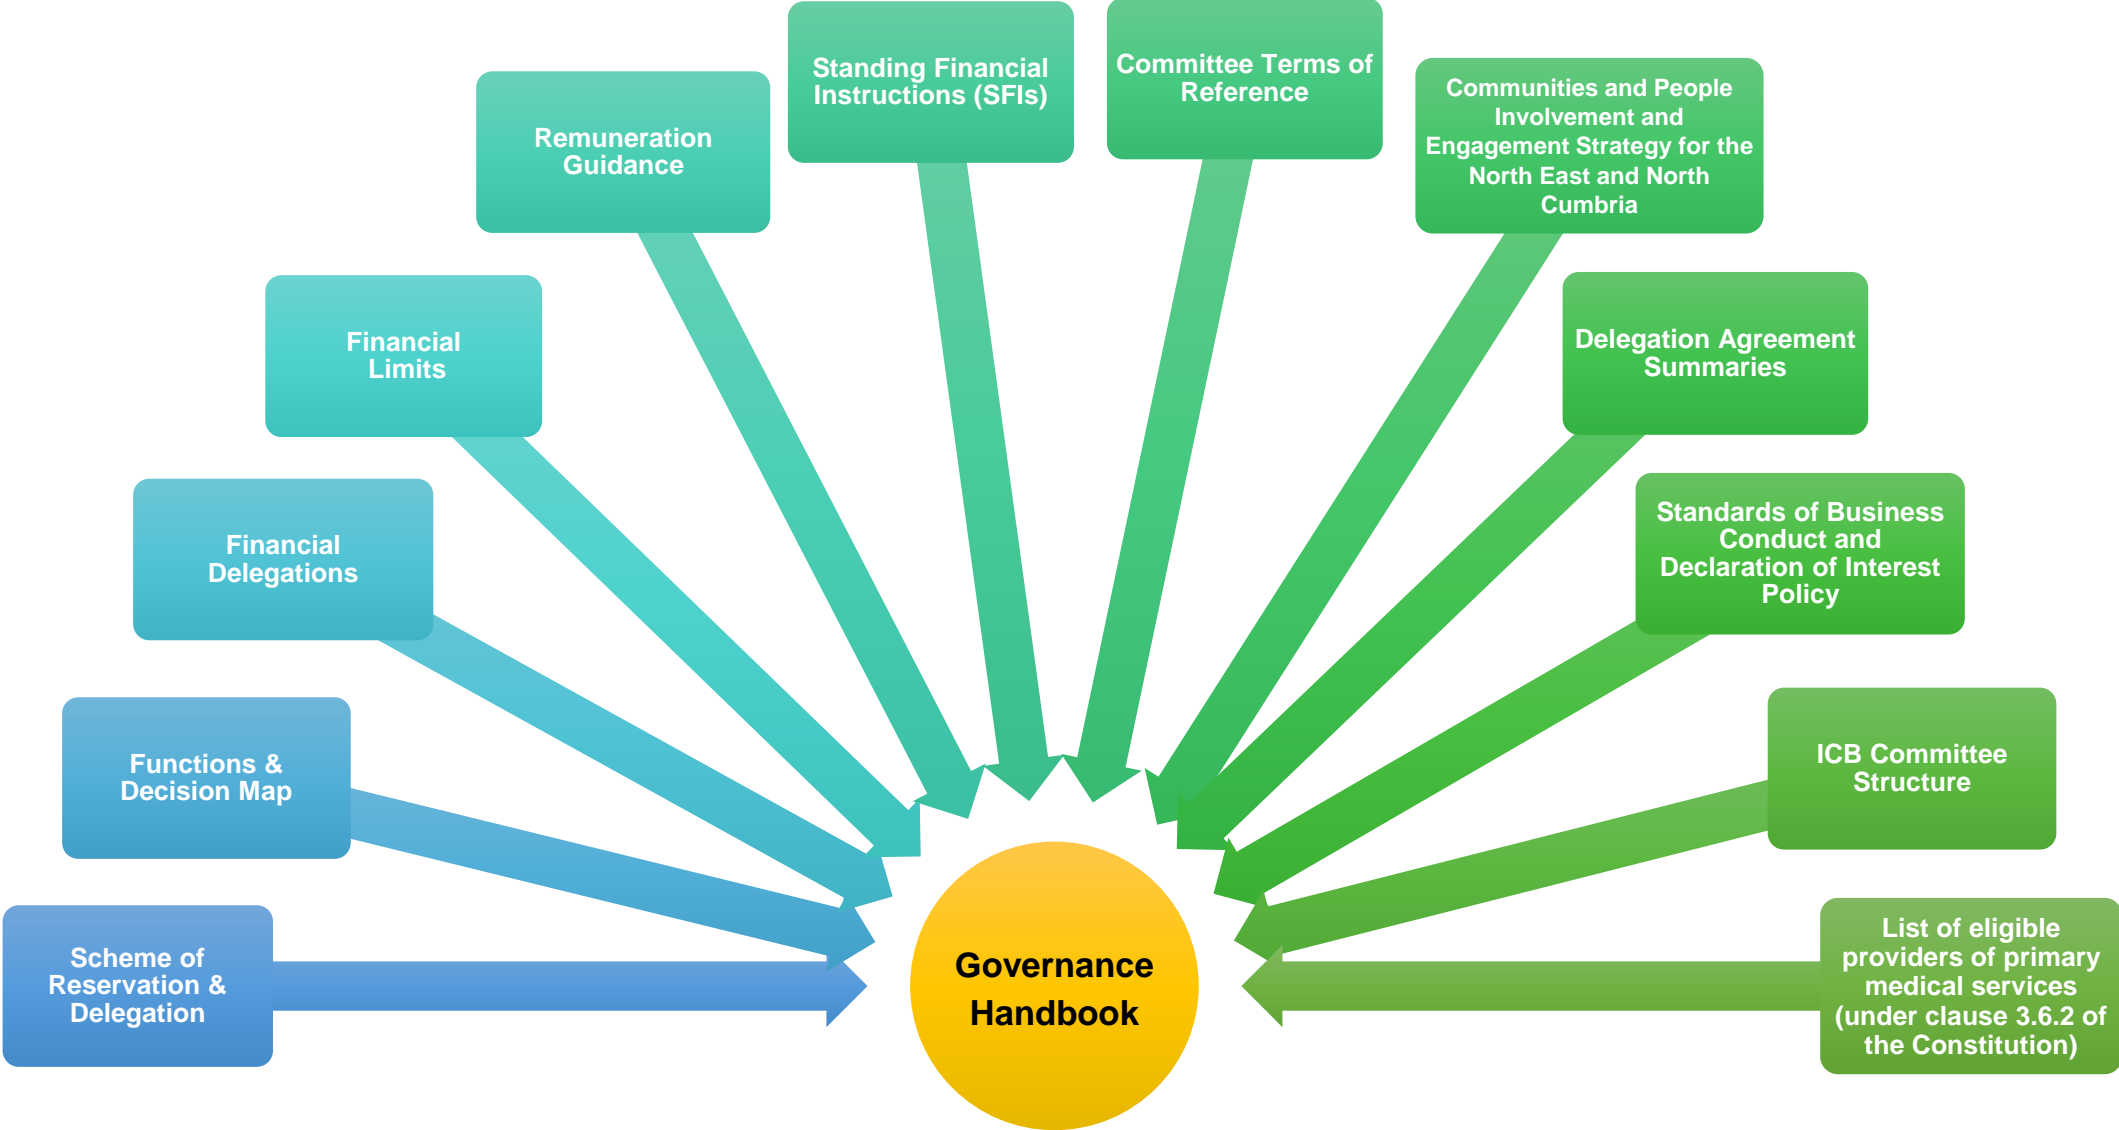 Standing Financial
Instructions (SFIs)
Committee Terms of
Reference
Communities and People
Involvement and
Engagement Strategy for the
North East and North
Cumbria
Remuneration
Guidance
Financial
Limits
Delegation Agreement
Summaries
Financial
Delegations
Standards of Business
Conduct and
Declaration of Interest
Policy
Functions &
Decision Map
ICB Committee
Structure
Scheme of
Reservation &
Delegation
Governance
Handbook
List of eligible
providers of primary
medical services
(under clause 3.6.2 of
the Constitution)